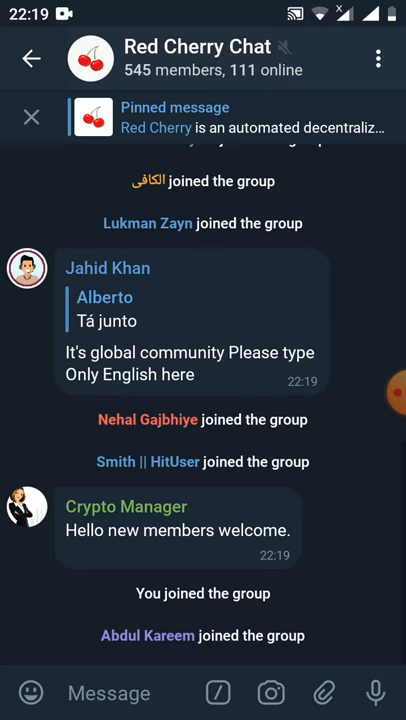 22:19
Red Cherry Chat
545 members, 111 online
Pinned message
Red Cherry is an automated decentraliz...
الكافى joined the group
Lukman Zayn joined the group
Jahid Khan
Alberto
Tá junto
It's global community Please type
Only English here
22:19
Nehal Gajbhiye joined the group
Smith || HitUser joined the group
Crypto Manager
Hello new members welcome.
22:19
You joined the group
Abdul Kareem joined the group
Message